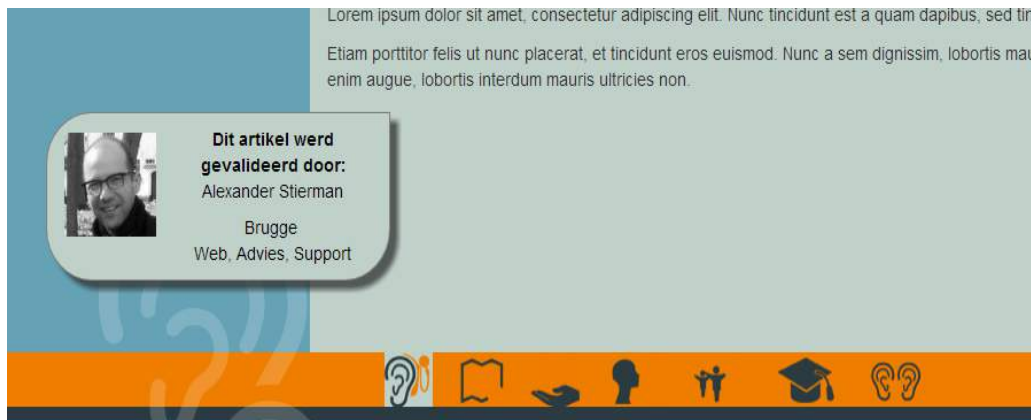 Lorem ipsum dolor sit amet, consectetur adipiscing elit. Nunc tincidunt est a quam dapibus, sed
Etiam porttitor felis ut nunc placerat, et tincidunt eros euismod. Nunc a sem dignissim, lobortis
enim augue, lobortis interdum mauris ultricies non.
Dit artikel werd
gevalideerd door:
Alexander Stierman
Brugge
Web, Advies, Support